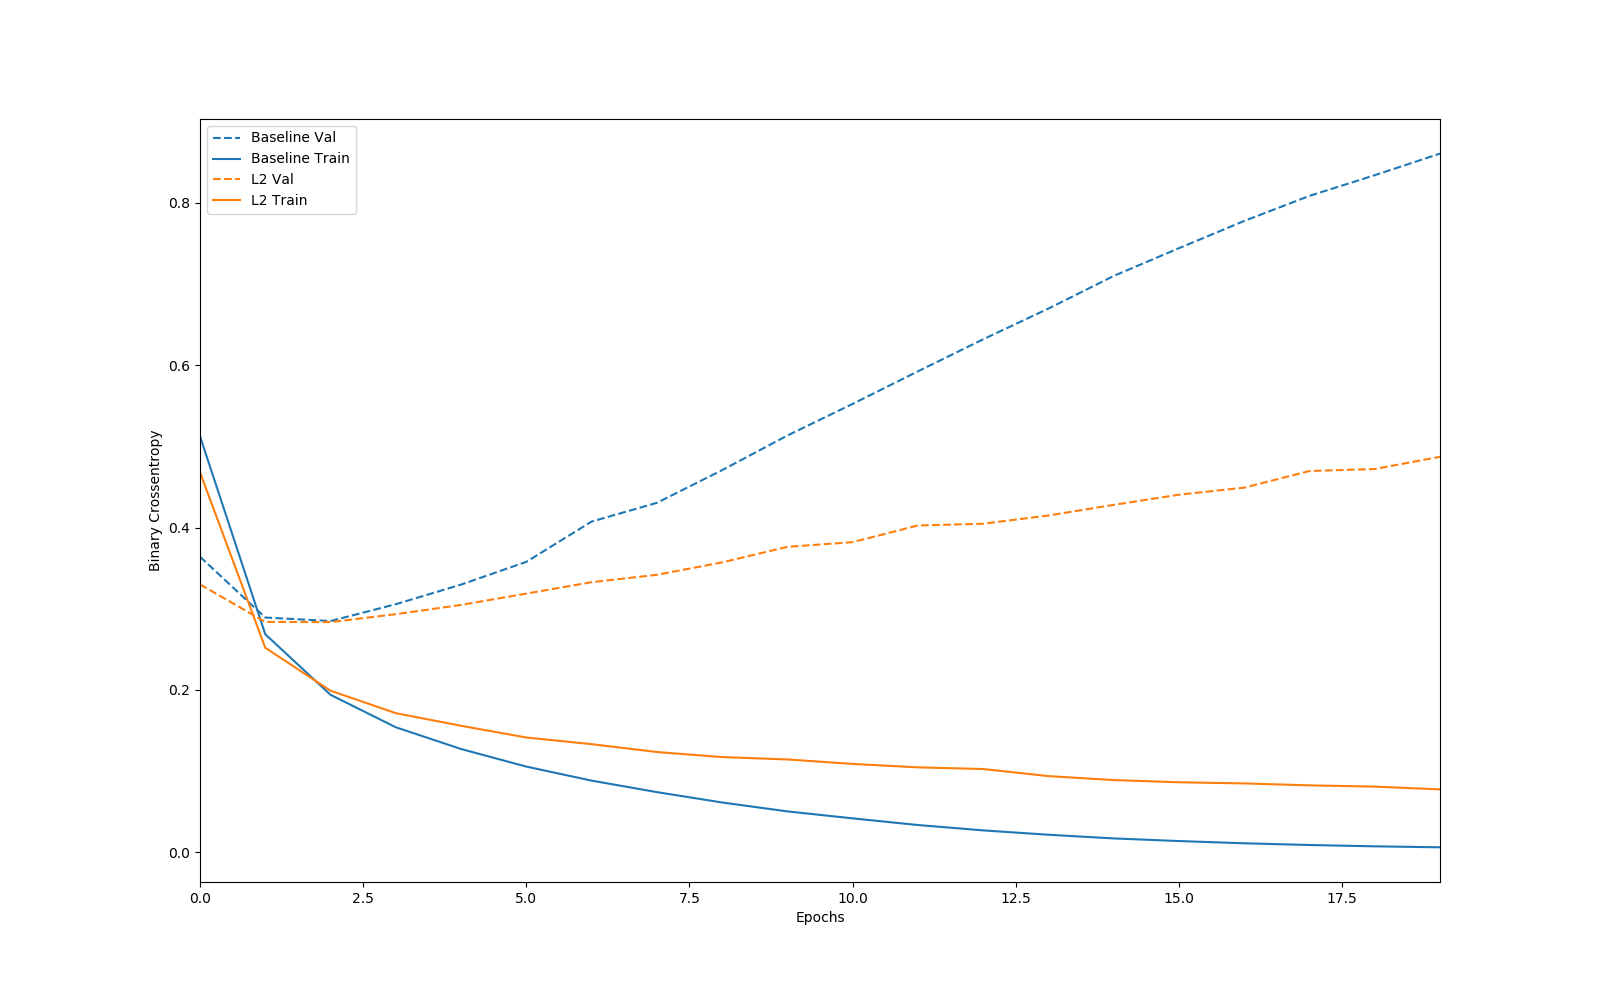 Baseline Val
Baseline Train
L2 Val
L2 Train
0.8
0.6
0.4
0.2
0.0
Binary Crossentropy
0.0 2.5 5.0 7.5 10.0 12.5 15.0 17.5
Epochs